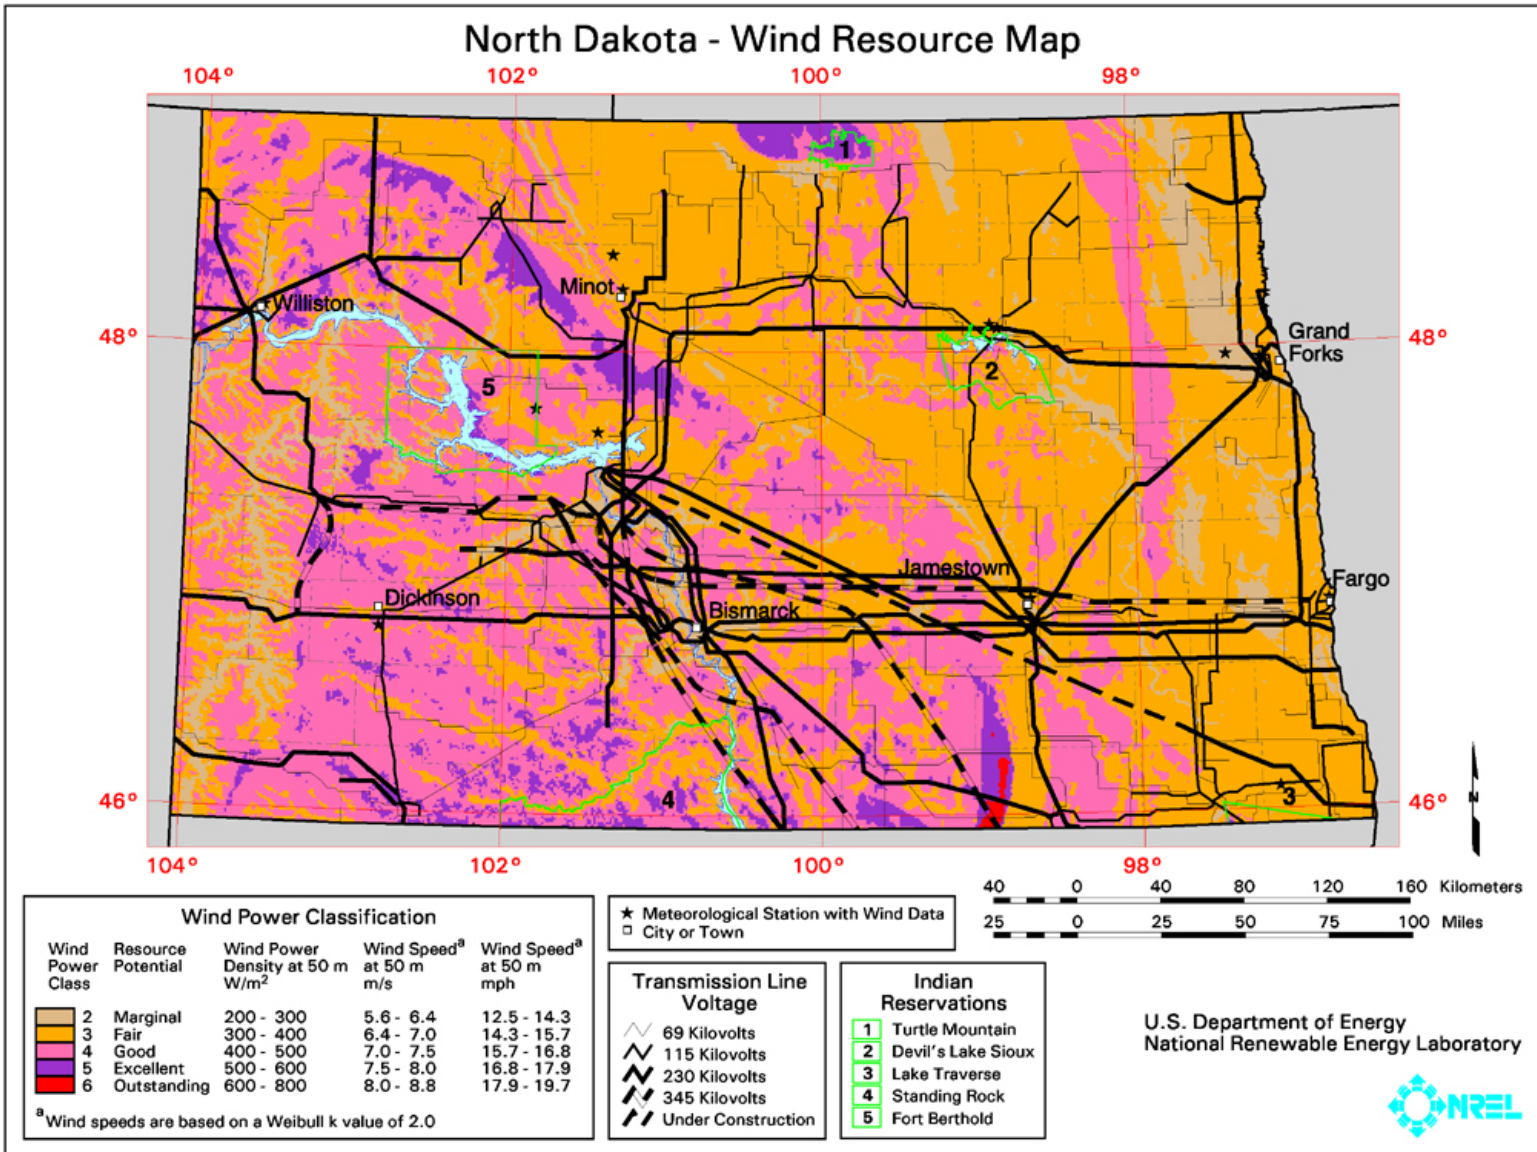 North Dakota - Wind Resource Map
104° 102° 100° 98°
1
Minot
Williston
48° 48°
Grand
Forks
5
2
Jamestown
Fargo
Dickinson
Bismarck
46° 4 3 46°
N
104° 102° 100° 98°
40 0 40 80 120 160 Kilometers
25 0 25 50 75 100 Miles
Wind Power Classification
Wind Power Class
Resource Potential
Wind Power Density at 50 m W/m²
Wind Speedª at 50 m m/s
Wind Speedª at 50 m mph
2 Marginal 200 - 300 5.6 - 6.4 12.5 - 14.3
3 Fair 300 - 400 6.4 - 7.0 14.3 - 15.7
4 Good 400 - 500 7.0 - 7.5 15.7 - 16.8
5 Excellent 500 - 600 7.5 - 8.0 16.8 - 17.9
6 Outstanding 600 - 800 8.0 - 8.8 17.9 - 19.7
ª Wind speeds are based on a Weibull k value of 2.0
Meteorological Station with Wind Data
City or Town
Transmission Line
Voltage
69 Kilovolts
115 Kilovolts
230 Kilovolts
345 Kilovolts
Under Construction
Indian
Reservations
1 Turtle Mountain
2 Devil's Lake Sioux
3 Lake Traverse
4 Standing Rock
5 Fort Berthold
U.S. Department of Energy
National Renewable Energy Laboratory
NREL